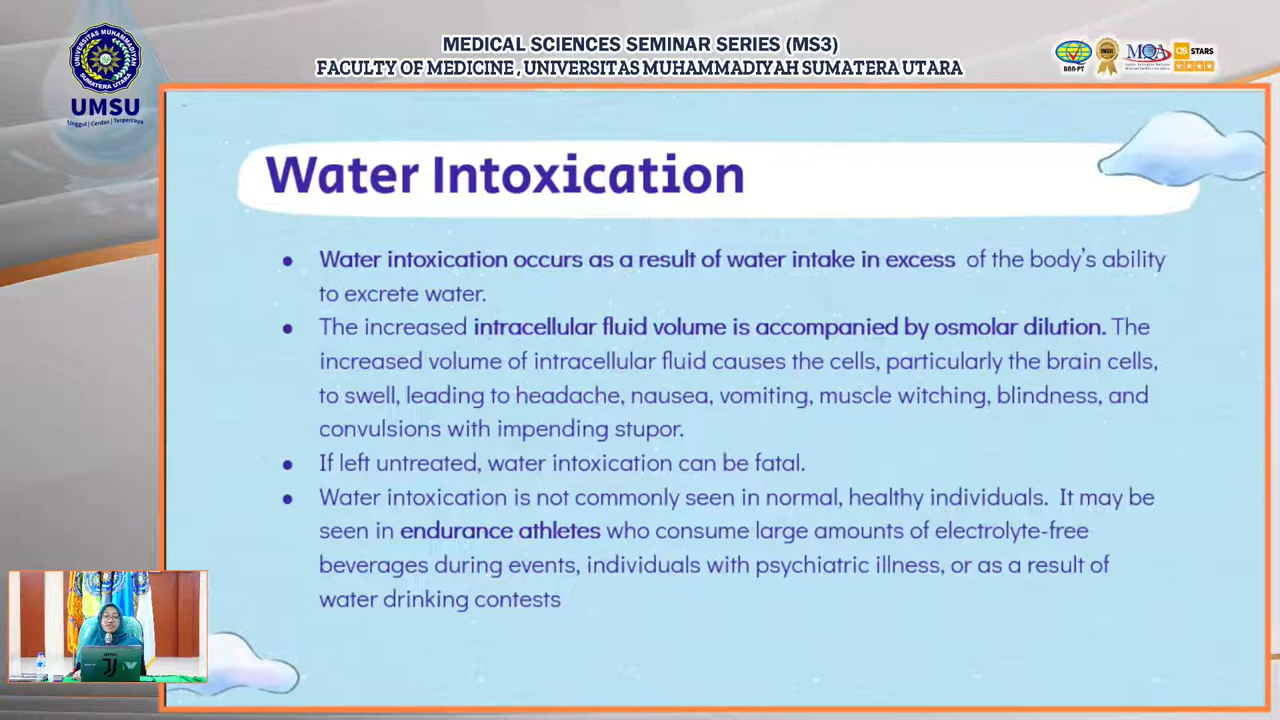 MEDICAL SCIENCES SEMINAR SERIES (MS3)
FACULTY OF MEDICINE , UNIVERSITAS MUHAMMADIYAH SUMATERA UTARA
UMSU
Unggul | Cerdas | Terpercaya
BAN-PT
UNGGUL
MQA
QS STARS
Water Intoxication
● Water intoxication occurs as a result of water intake in excess of the body's ability
to excrete water.
● The increased intracellular fluid volume is accompanied by osmolar dilution. The
increased volume of intracellular fluid causes the cells, particularly the brain cells,
to swell, leading to headache, nausea, vomiting, muscle witching, blindness, and
convulsions with impending stupor.
● If left untreated, water intoxication can be fatal.
● Water intoxication is not commonly seen in normal, healthy individuals. It may be
seen in endurance athletes who consume large amounts of electrolyte-free
beverages during events, individuals with psychiatric illness, or as a result of
water drinking contests